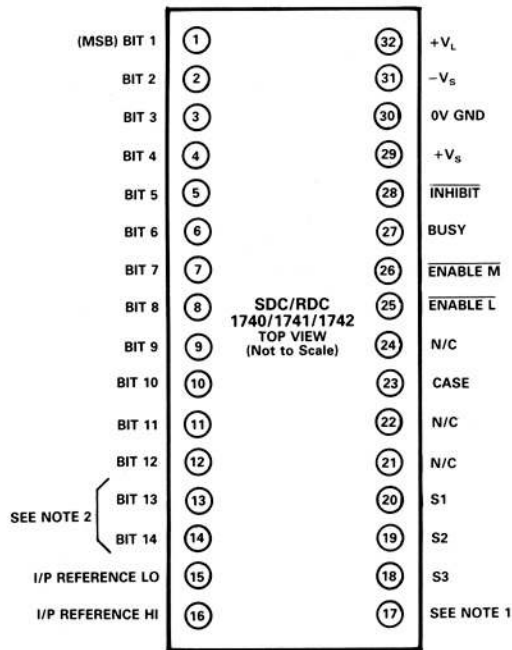 (MSB) BIT 1 1 32 +VL
BIT 2 2 31 −VS
BIT 3 3 30 0V GND
BIT 4 4 29 +VS
BIT 5 5 28 INHIBIT
BIT 6 6 27 BUSY
BIT 7 7 26 ENABLE M
BIT 8 8 25 ENABLE L
SDC/RDC
1740/1741/1742
TOP VIEW
(Not to Scale)
BIT 9 9 24 N/C
BIT 10 10 23 CASE
BIT 11 11 22 N/C
BIT 12 12 21 N/C
BIT 13 13 20 S1
SEE NOTE 2
BIT 14 14 19 S2
I/P REFERENCE LO 15 18 S3
I/P REFERENCE HI 16 17 SEE NOTE 1